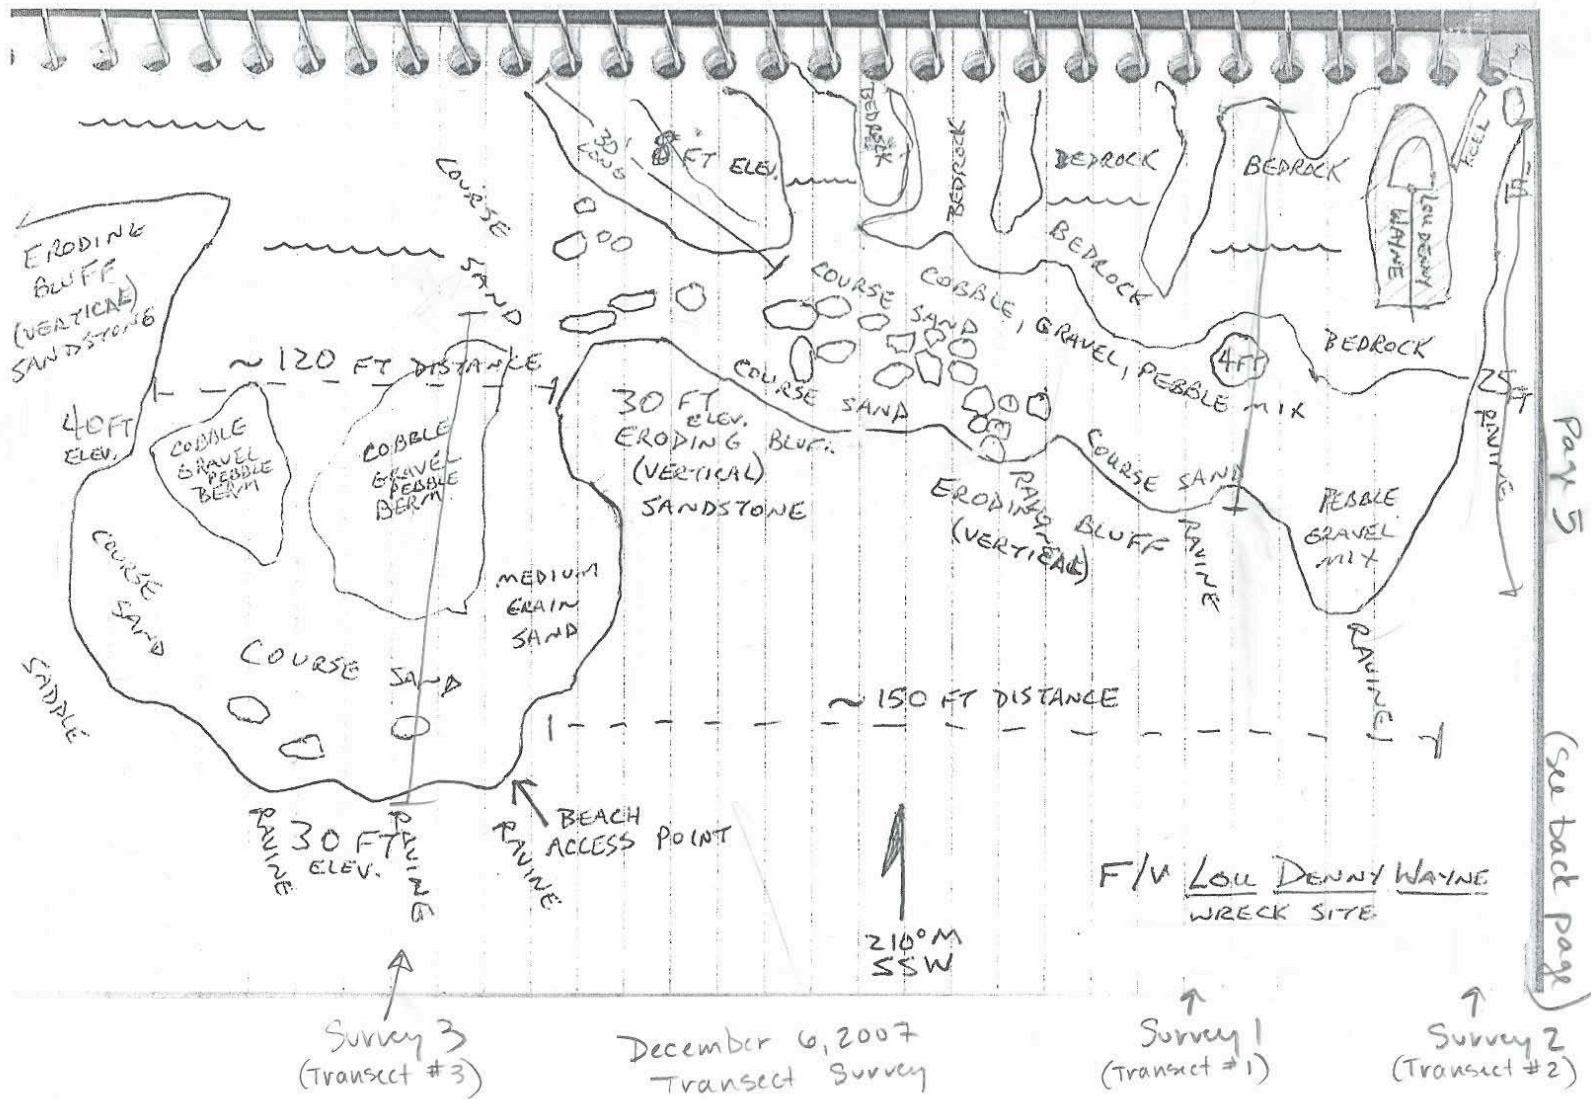 ERODING
BLUFF
(VERTICAL)
SANDSTONE
40 FT
ELEV.
~ 120 FT DISTANCE
COURSE
SAND
30'
LONG
8 FT ELEV.
BEDROCK
BEDROCK
BEDROCK
BEDROCK
BEDROCK
BEDROCK
LOU DENNY
WAYNE
KEEL
25 FT
RAVINE
COURSE
SAND
COBBLE, GRAVEL, PEBBLE MIX
4 FT
COURSE SAND
COURSE SAND
30 FT
ELEV.
ERODING BLUFF.
(VERTICAL)
SANDSTONE
COBBLE
GRAVEL
PEBBLE
BERM
COBBLE
GRAVEL
PEBBLE
BERM
COURSE
SAND
MEDIUM
GRAIN
SAND
COURSE SAND
SADDLE
RAVINE
ERODING BLUFF
(VERTICAL)
RAVINE
PEBBLE
GRAVEL
MIX
RAVINE
~ 150 FT DISTANCE
RAVINE
30 FT
ELEV.
RAVINE
RAVINE
BEACH
ACCESS POINT
210° M
SSW
F/V LOU DENNY WAYNE
WRECK SITE
Page 5
(see back page)
Survey 3
(Transect #3)
December 6, 2007
Transect Survey
Survey 1
(Transect #1)
Survey 2
(Transect #2)